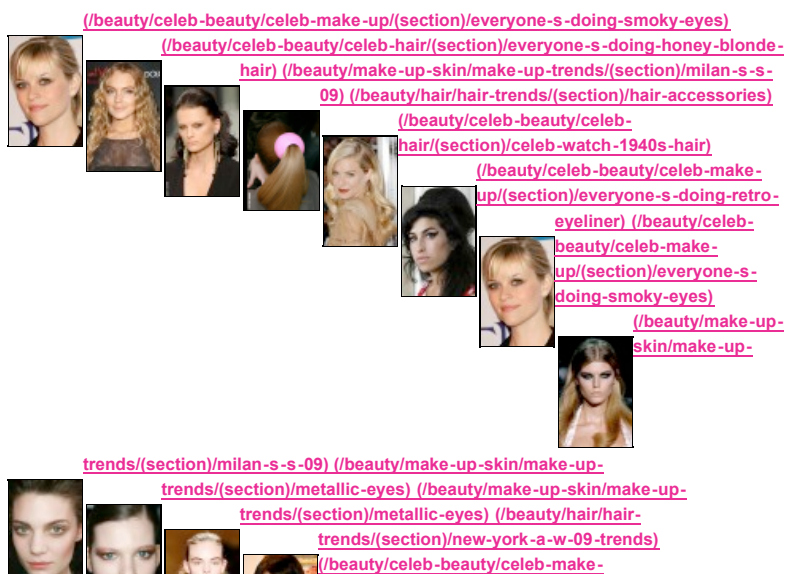 (/beauty/celeb-beauty/celeb-make-up/(section)/everyone-s-doing-smoky-eyes)
(/beauty/celeb-beauty/celeb-hair/(section)/everyone-s-doing-honey-blonde-
hair) (/beauty/make-up-skin/make-up-trends/(section)/milan-s-s-
09) (/beauty/hair/hair-trends/(section)/hair-accessories)
(/beauty/celeb-beauty/celeb-
hair/(section)/celeb-watch-1940s-hair)
(/beauty/celeb-beauty/celeb-make-
up/(section)/everyone-s-doing-retro-
eyeliner) (/beauty/celeb-
beauty/celeb-make-
up/(section)/everyone-s-
doing-smoky-eyes)
(/beauty/make-up-
skin/make-up-
trends/(section)/milan-s-s-09) (/beauty/make-up-skin/make-up-
trends/(section)/metallic-eyes) (/beauty/make-up-skin/make-up-
trends/(section)/metallic-eyes) (/beauty/hair/hair-
trends/(section)/new-york-a-w-09-trends)
(/beauty/celeb-beauty/celeb-make-